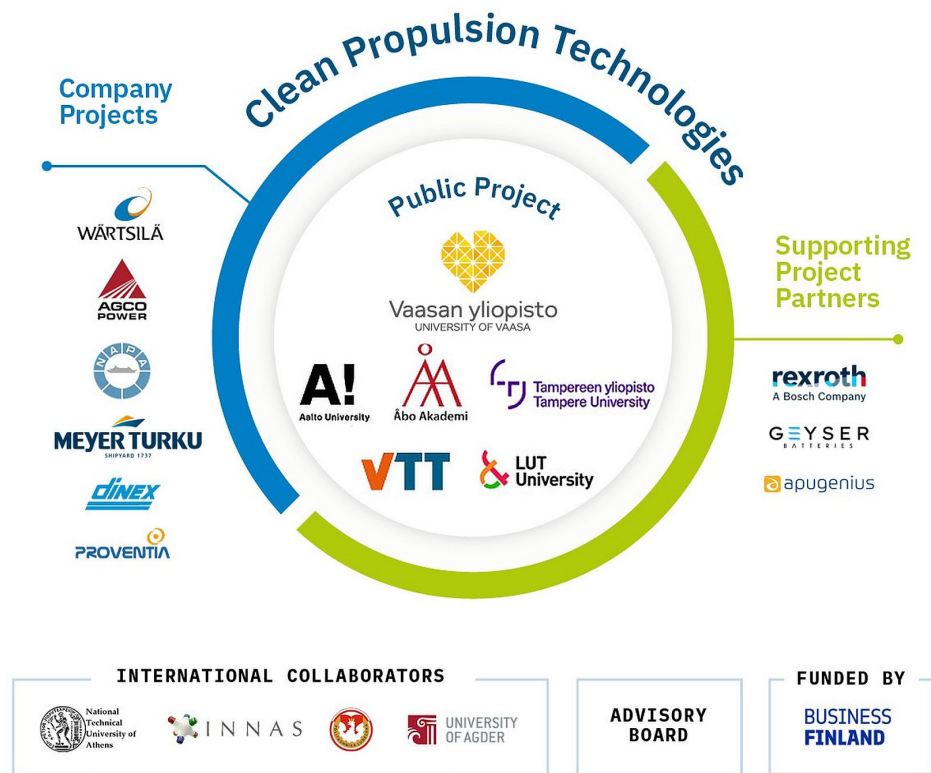 Clean Propulsion Technologies
Company
Projects
WÄRTSILÄ
AGCO
POWER
NAPA
MEYER TURKU
SHIPYARD 1737
dinex
PROVENTIA
Public Project
Vaasan yliopisto
UNIVERSITY OF VAASA
A!
Aalto University
Åbo Akademi
Tampereen yliopisto
Tampere University
VTT
LUT
University
Supporting
Project
Partners
rexroth
A Bosch Company
GEYSER
BATTERIES
apugenius
INTERNATIONAL COLLABORATORS
National
Technical
University of
Athens
INNAS
UNIVERSITY
OF AGDER
ADVISORY
BOARD
FUNDED BY
BUSINESS
FINLAND